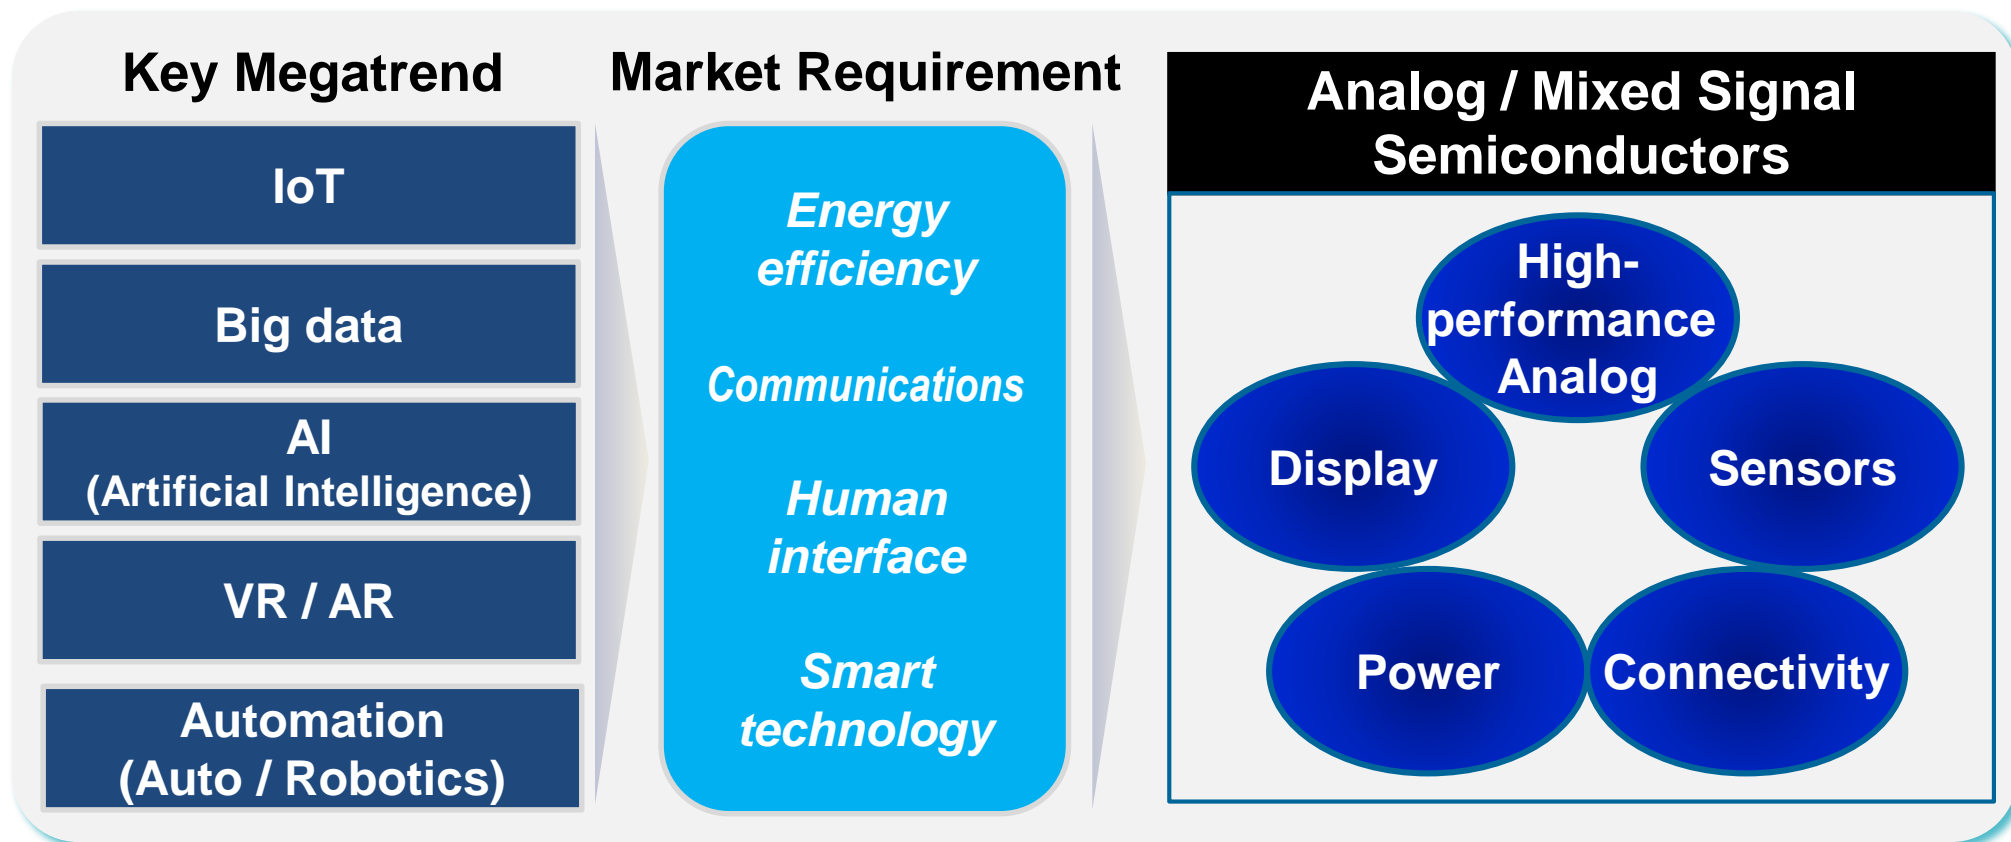 Key Megatrend
IoT
Big data
AI
(Artificial Intelligence)
VR / AR
Automation
(Auto / Robotics)
Market Requirement
Energy
efficiency
Communications
Human
interface
Smart
technology
Analog / Mixed Signal
Semiconductors
High-
performance
Analog
Display
Sensors
Power
Connectivity